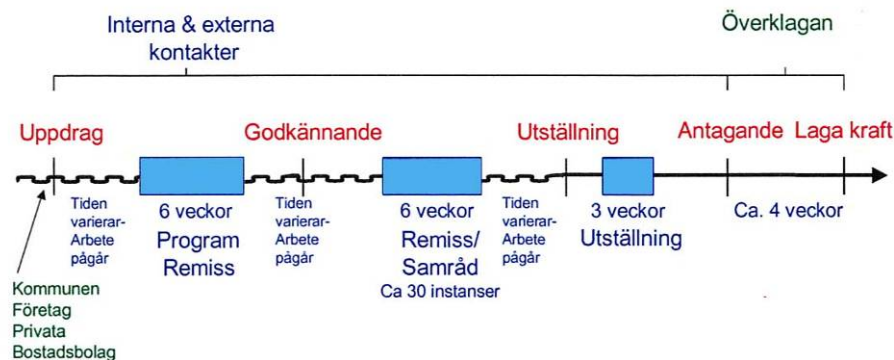 Interna & externa
kontakter
Överklagan
Uppdrag
Godkännande
Utställning
Antagande
Laga kraft
Tiden
varierar-
Arbete
pågår
6 veckor
Program
Remiss
Tiden
varierar-
Arbete
pågår
6 veckor
Remiss/
Samråd
Ca 30 instanser
Tiden
varierar-
Arbete
pågår
3 veckor
Utställning
Ca. 4 veckor
Kommunen
Företag
Privata
Bostadsbolag